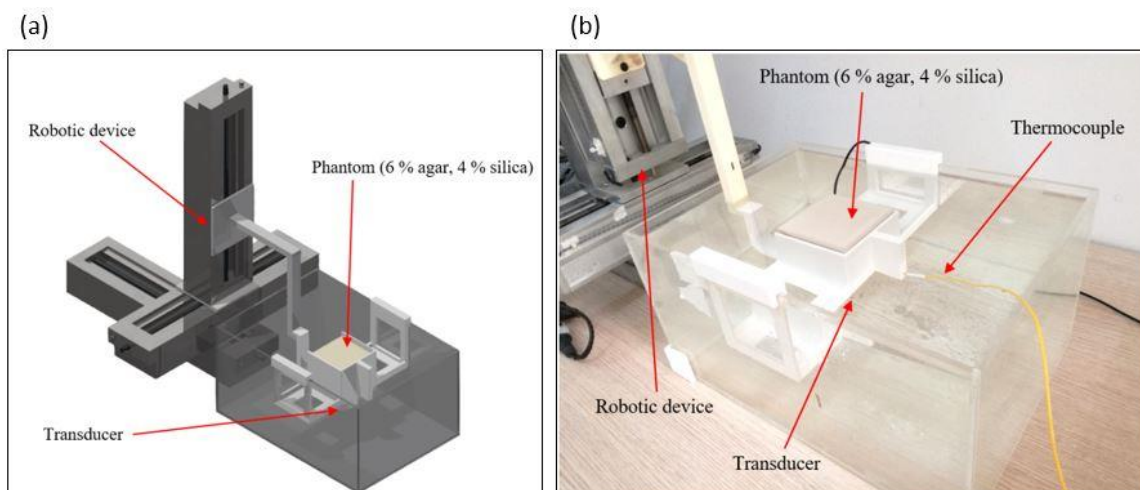 (a)
Robotic device
Phantom (6 % agar, 4 % silica)
Transducer
(b)
Phantom (6 % agar, 4 % silica)
Thermocouple
Robotic device
Transducer